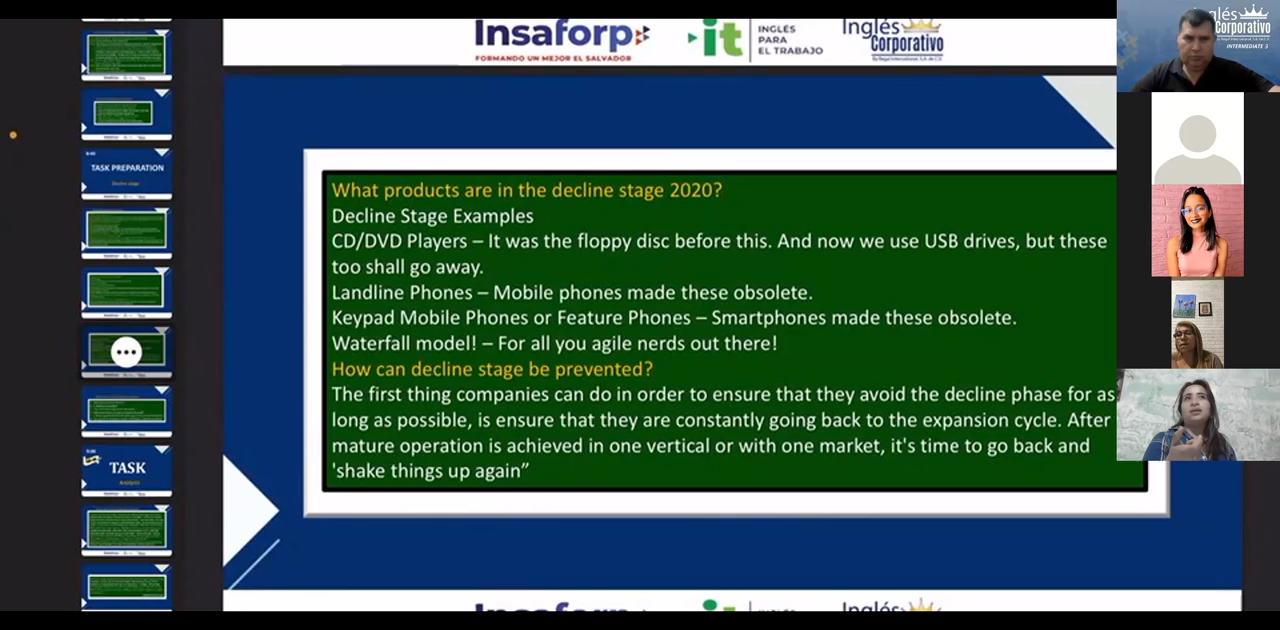 Insaforp
FORMANDO UN MEJOR EL SALVADOR
it
INGLÉS
PARA
EL TRABAJO
Inglés
Corporativo
Inglés
Corporativo
INTERMEDIATE 3
TASK PREPARATION
Decline stage
TASK
What products are in the decline stage 2020?
Decline Stage Examples
CD/DVD Players – It was the floppy disc before this. And now we use USB drives, but these
too shall go away.
Landline Phones – Mobile phones made these obsolete.
Keypad Mobile Phones or Feature Phones – Smartphones made these obsolete.
Waterfall model! – For all you agile nerds out there!
How can decline stage be prevented?
The first thing companies can do in order to ensure that they avoid the decline phase for as
long as possible, is ensure that they are constantly going back to the expansion cycle. After
mature operation is achieved in one vertical or with one market, it's time to go back and
'shake things up again”